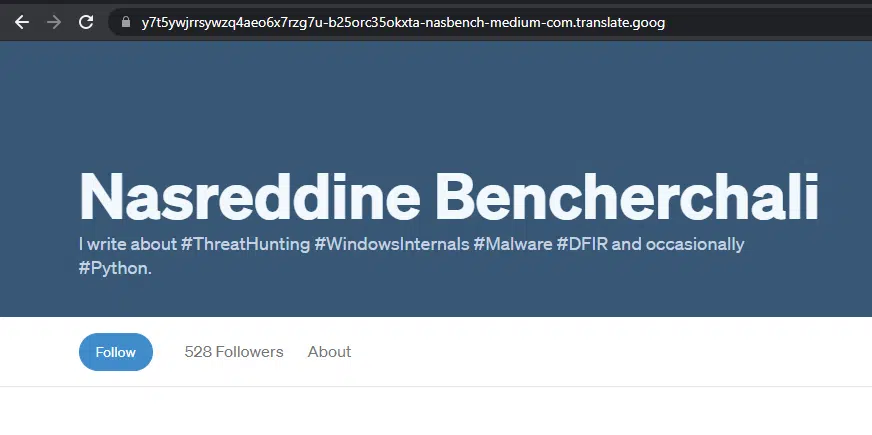 y7t5ywjrrsywzq4aeo6x7rzg7u-b25orc35okxta-nasbench-medium-com.translate.goog
Nasreddine Bencherchali
I write about #ThreatHunting #WindowsInternals #Malware #DFIR and occasionally
#Python.
Follow 528 Followers About